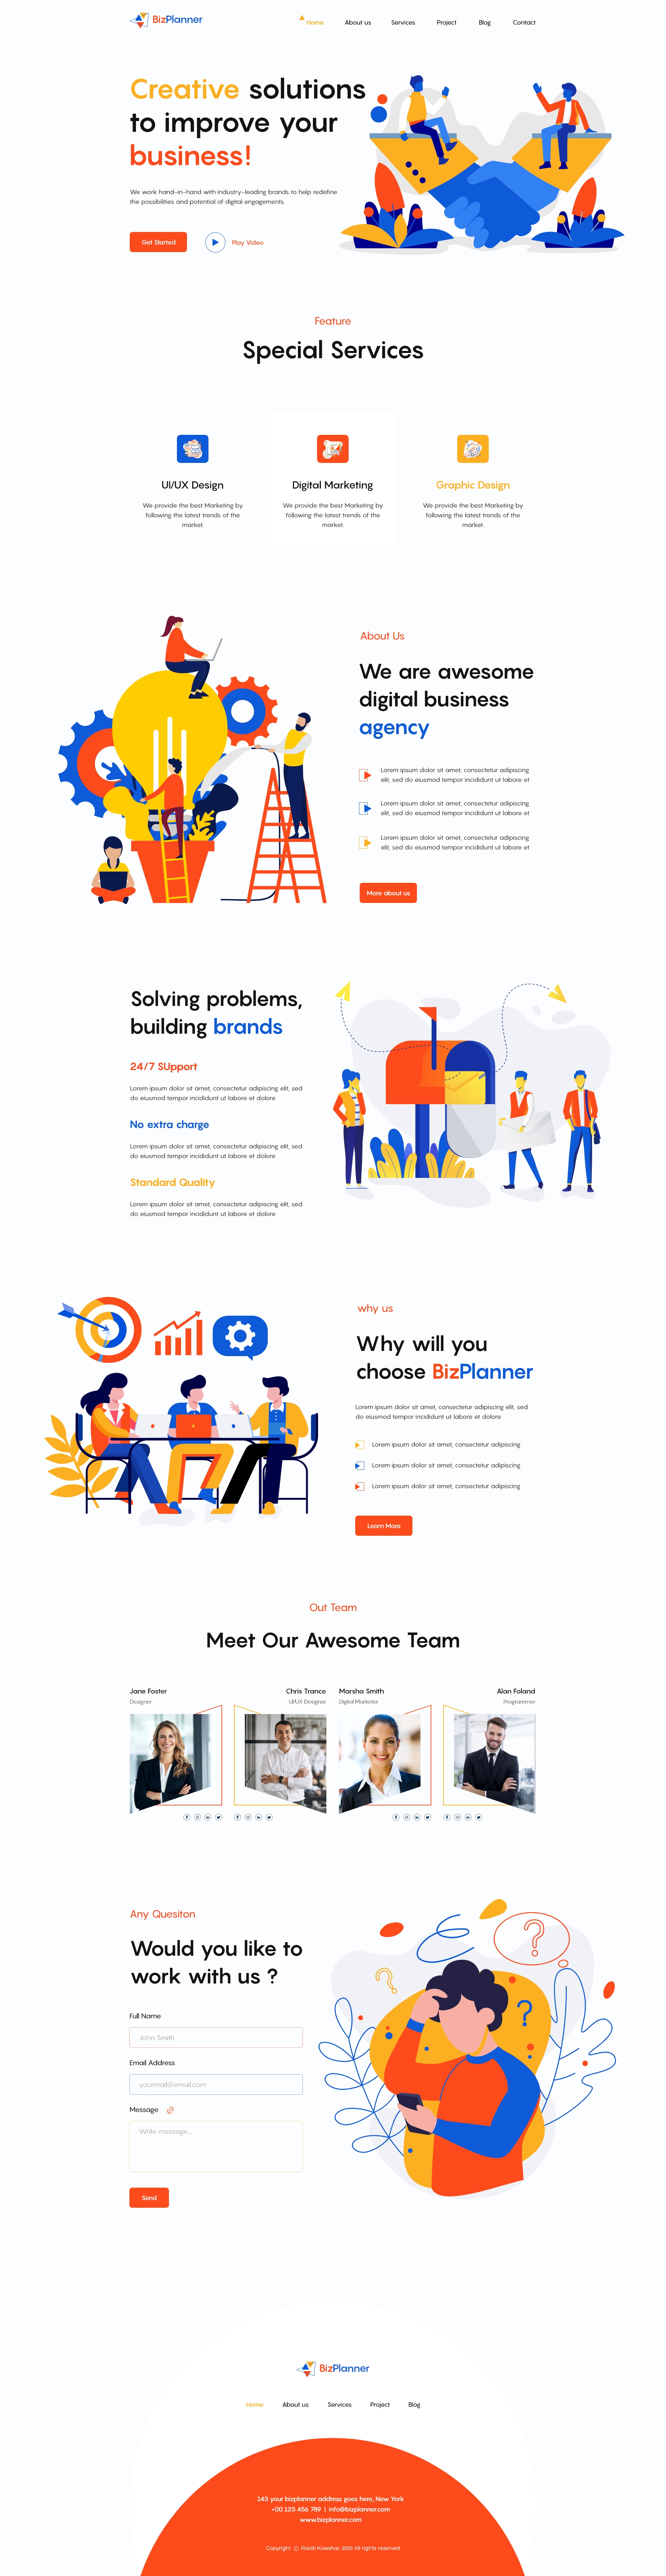 BizPlanner
Home About us Services Project Blog Contact
Creative solutions
to improve your
business!
We work hand-in-hand with industry-leading brands to help redefine
the possibilities and potential of digital engagements.
Get Started
Play Video
Feature
Special Services
UI/UX Design
We provide the best Marketing by
following the latest trends of the
market.
Digital Marketing
We provide the best Marketing by
following the latest trends of the
market.
Graphic Design
We provide the best Marketing by
following the latest trends of the
market.
About Us
We are awesome
digital business
agency
Lorem ipsum dolor sit amet, consectetur adipiscing
elit, sed do eiusmod tempor incididunt ut labore et
Lorem ipsum dolor sit amet, consectetur adipiscing
elit, sed do eiusmod tempor incididunt ut labore et
Lorem ipsum dolor sit amet, consectetur adipiscing
elit, sed do eiusmod tempor incididunt ut labore et
More about us
Solving problems,
building brands
24/7 SUpport
Lorem ipsum dolor sit amet, consectetur adipiscing elit, sed
do eiusmod tempor incididunt ut labore et dolore
No extra charge
Lorem ipsum dolor sit amet, consectetur adipiscing elit, sed
do eiusmod tempor incididunt ut labore et dolore
Standard Quality
Lorem ipsum dolor sit amet, consectetur adipiscing elit, sed
do eiusmod tempor incididunt ut labore et dolore
why us
Why will you
choose BizPlanner
Lorem ipsum dolor sit amet, consectetur adipiscing elit, sed
do eiusmod tempor incididunt ut labore et dolore
Lorem ipsum dolor sit amet, consectetur adipiscing
Lorem ipsum dolor sit amet, consectetur adipiscing
Lorem ipsum dolor sit amet, consectetur adipiscing
Learn More
Out Team
Meet Our Awesome Team
Jane Foster
Designer
Chris Trance
UI/UX Designer
Marsha Smith
Digital Marketer
Alan Foland
Programmer
Any Quesiton
Would you like to
work with us ?
Full Name
John Smith
Email Address
yourmail@email.com
Message
Write message...
Send
? ? ?
BizPlanner
Home About us Services Project Blog
143 your bizplanner address goes here, New York
+00 123 456 789 | info@bizplanner.com
www.bizplanner.com
Copyright © Rakib Kowshar 2020 All rights reserved